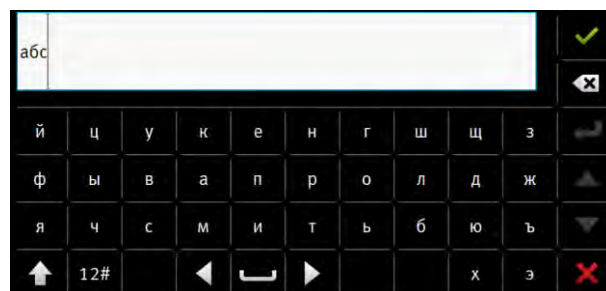 абс
й ц у к е н г ш щ з
ф ы в а п р о л д ж
я ч с м и т ь б ю ъ
12# х э